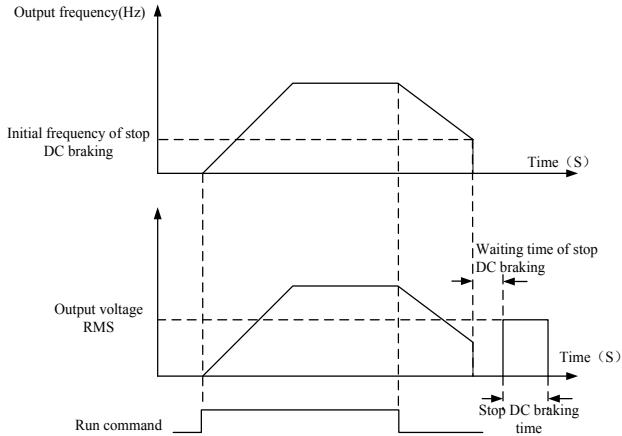 Output frequency(Hz)
Initial frequency of stop
DC braking
Time（S）
Waiting time of stop
DC braking
Output voltage
RMS
Time（S）
Stop DC braking
time
Run command